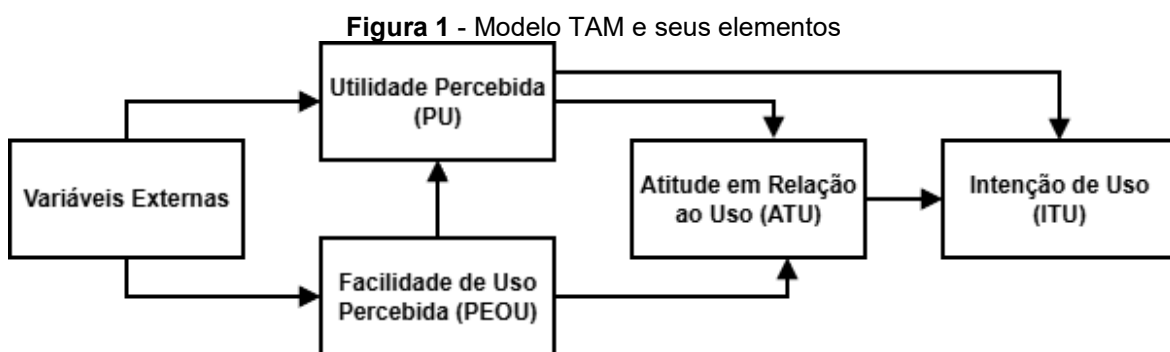 Figura 1 - Modelo TAM e seus elementos
Utilidade Percebida
(PU)
Variáveis Externas
Atitude em Relação
ao Uso (ATU)
Intenção de Uso
(ITU)
Facilidade de Uso
Percebida (PEOU)